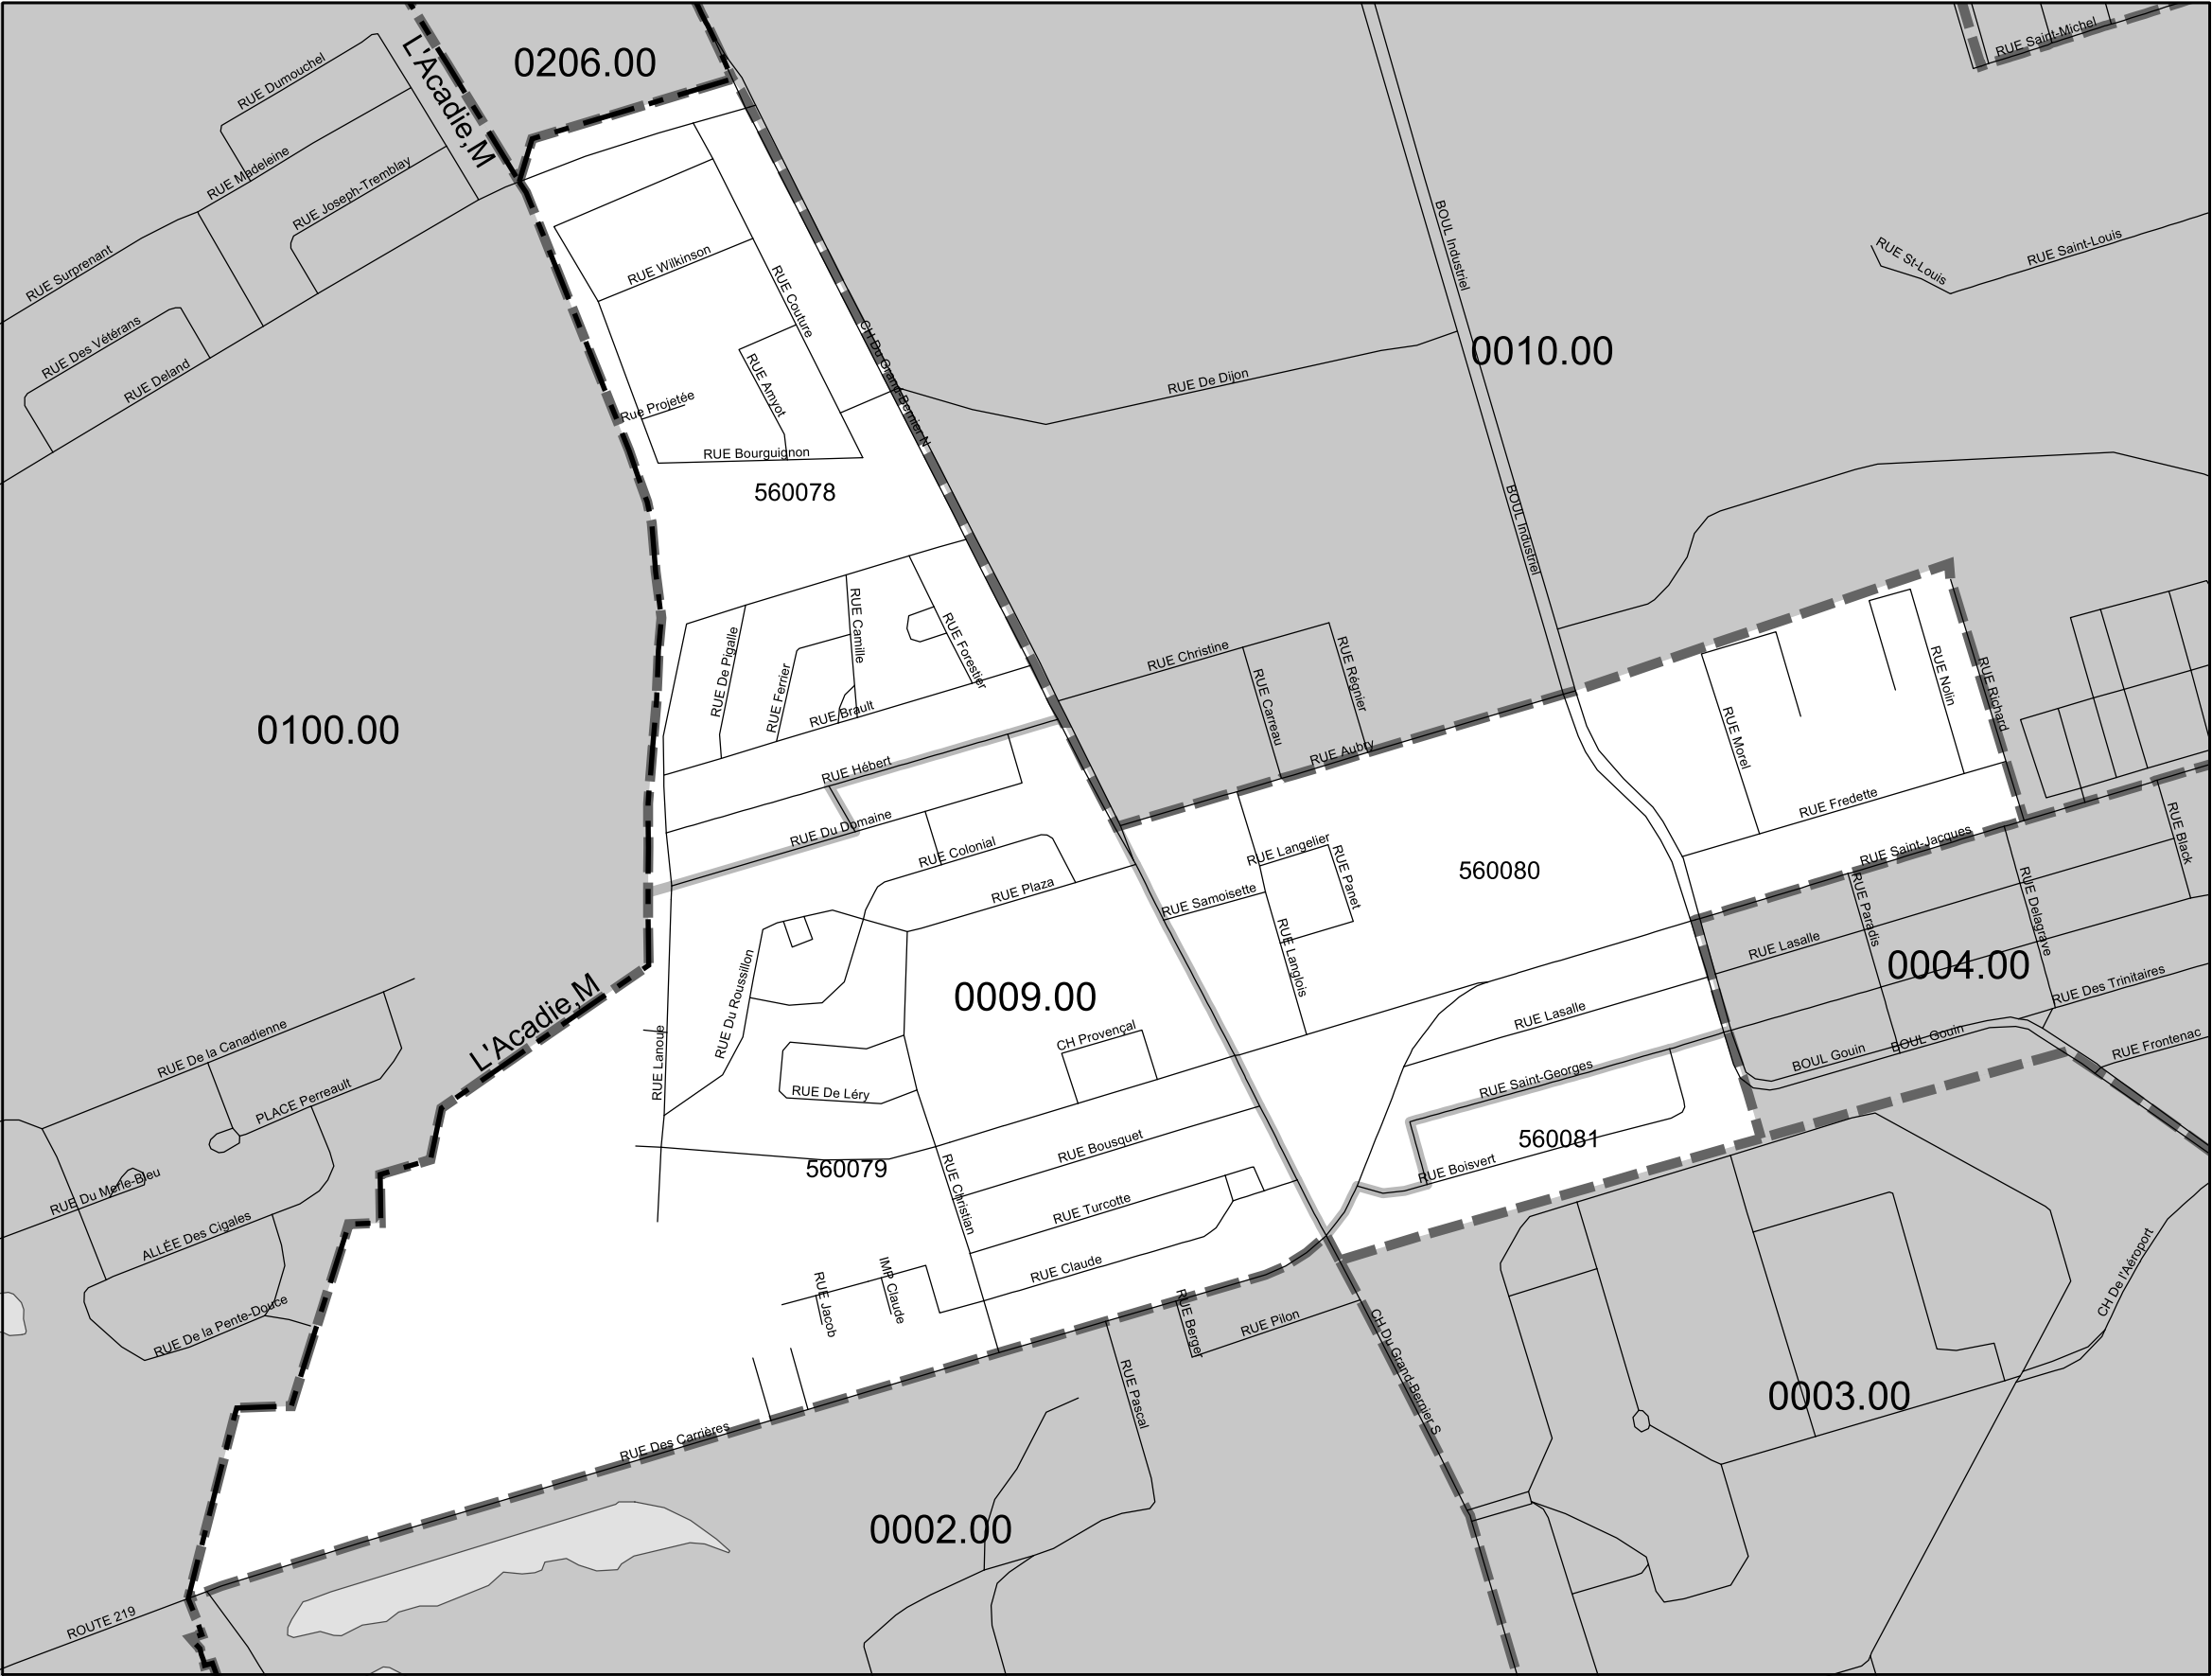 RUE Saint-Michel
0206.00
L'Acadie,M
RUE Dumouchel
RUE Madeleine
RUE Joseph-Tremblay
RUE Surprenant
RUE Des Vétérans
RUE Deland
RUE Wilkinson
RUE Couture
RUE Amyot
Rue Projetée
RUE Bourguignon
560078
CH Du Grand-Bernier N
RUE De Dijon
BOUL Industriel
0010.00
RUE St-Louis
RUE Saint-Louis
BOUL Industriel
RUE De Pigalle
RUE Ferrier
RUE Camille
RUE Forestier
RUE Brault
RUE Christine
RUE Carreau
RUE Régnier
RUE Aubry
RUE Morel
RUE Nolin
RUE Richard
RUE Fredette
RUE Saint-Jacques
RUE Black
0100.00
RUE Hébert
RUE Du Domaine
RUE Colonial
RUE Plaza
RUE Langelier
RUE Panet
RUE Samoisette
RUE Langlois
560080
RUE Paradis
RUE Delagrave
RUE Lasalle
0004.00
RUE Des Trinitaires
RUE Lasalle
BOUL Gouin
BOUL Gouin
RUE Frontenac
RUE Du Roussillon
RUE Lanoue
0009.00
CH Provençal
RUE De Léry
L'Acadie,M
RUE De la Canadienne
PLACE Perreault
RUE Du Merle-Bleu
ALLÉE Des Cigales
RUE De la Pente-Douce
RUE Saint-Georges
560081
RUE Boisvert
560079
RUE Bousquet
RUE Christian
RUE Turcotte
RUE Claude
IMP Claude
RUE Jacob
RUE Berger
RUE Pilon
RUE Pascal
CH Du Grand-Bernier S
CH De l'Aéroport
0003.00
RUE Des Carrières
0002.00
ROUTE 219